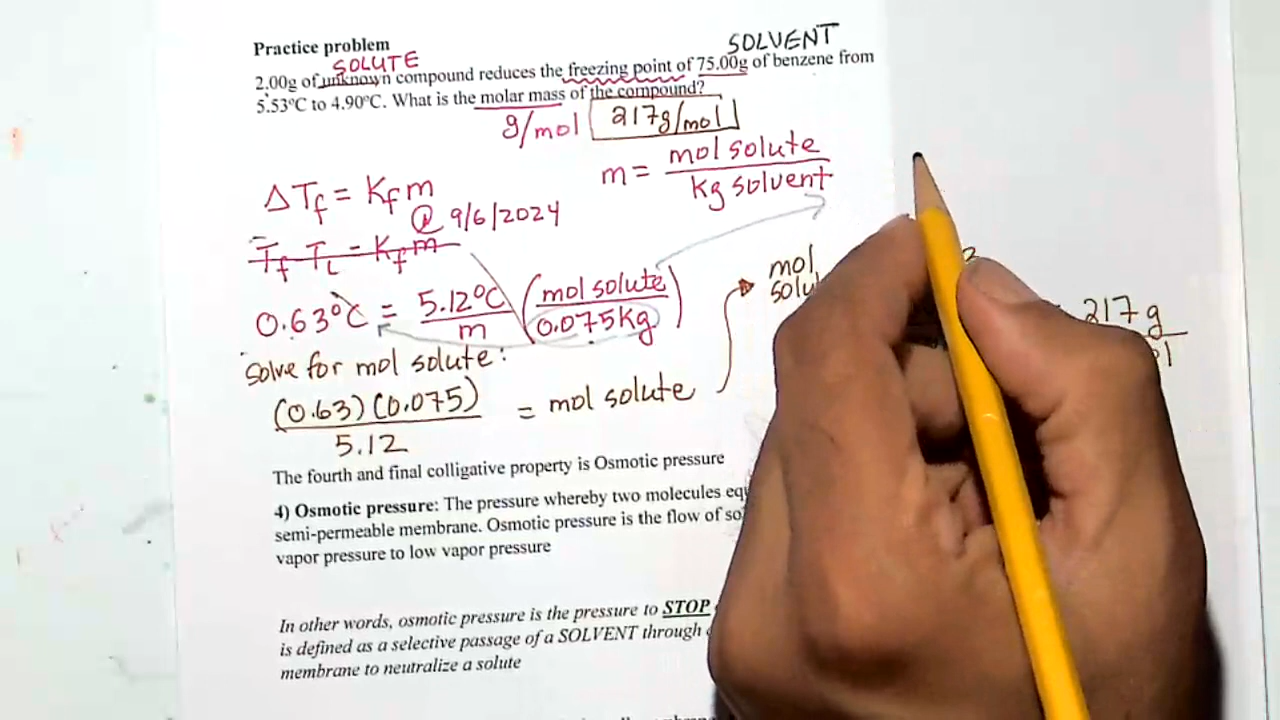 Practice problem
SOLUTE
SOLVENT
2.00g of unknown compound reduces the freezing point of 75.00g of benzene from
5.53°C to 4.90°C. What is the molar mass of the compound?
g/mol 217g/mol
m = mol solute / kg solvent
ΔTf = Kf m
@ 9/6/2024
Tf Ti = Kf m
0.63°C = 5.12°C / m (mol solute / 0.075Kg)
mol
217g
Solve for mol solute:
(0.63)(0.075) / 5.12 = mol solute
The fourth and final colligative property is Osmotic pressure
4) Osmotic pressure: The pressure whereby two molecules
semi-permeable membrane. Osmotic pressure is the flow of
vapor pressure to low vapor pressure
In other words, osmotic pressure is the pressure to STOP
is defined as a selective passage of a SOLVENT through
membrane to neutralize a solute